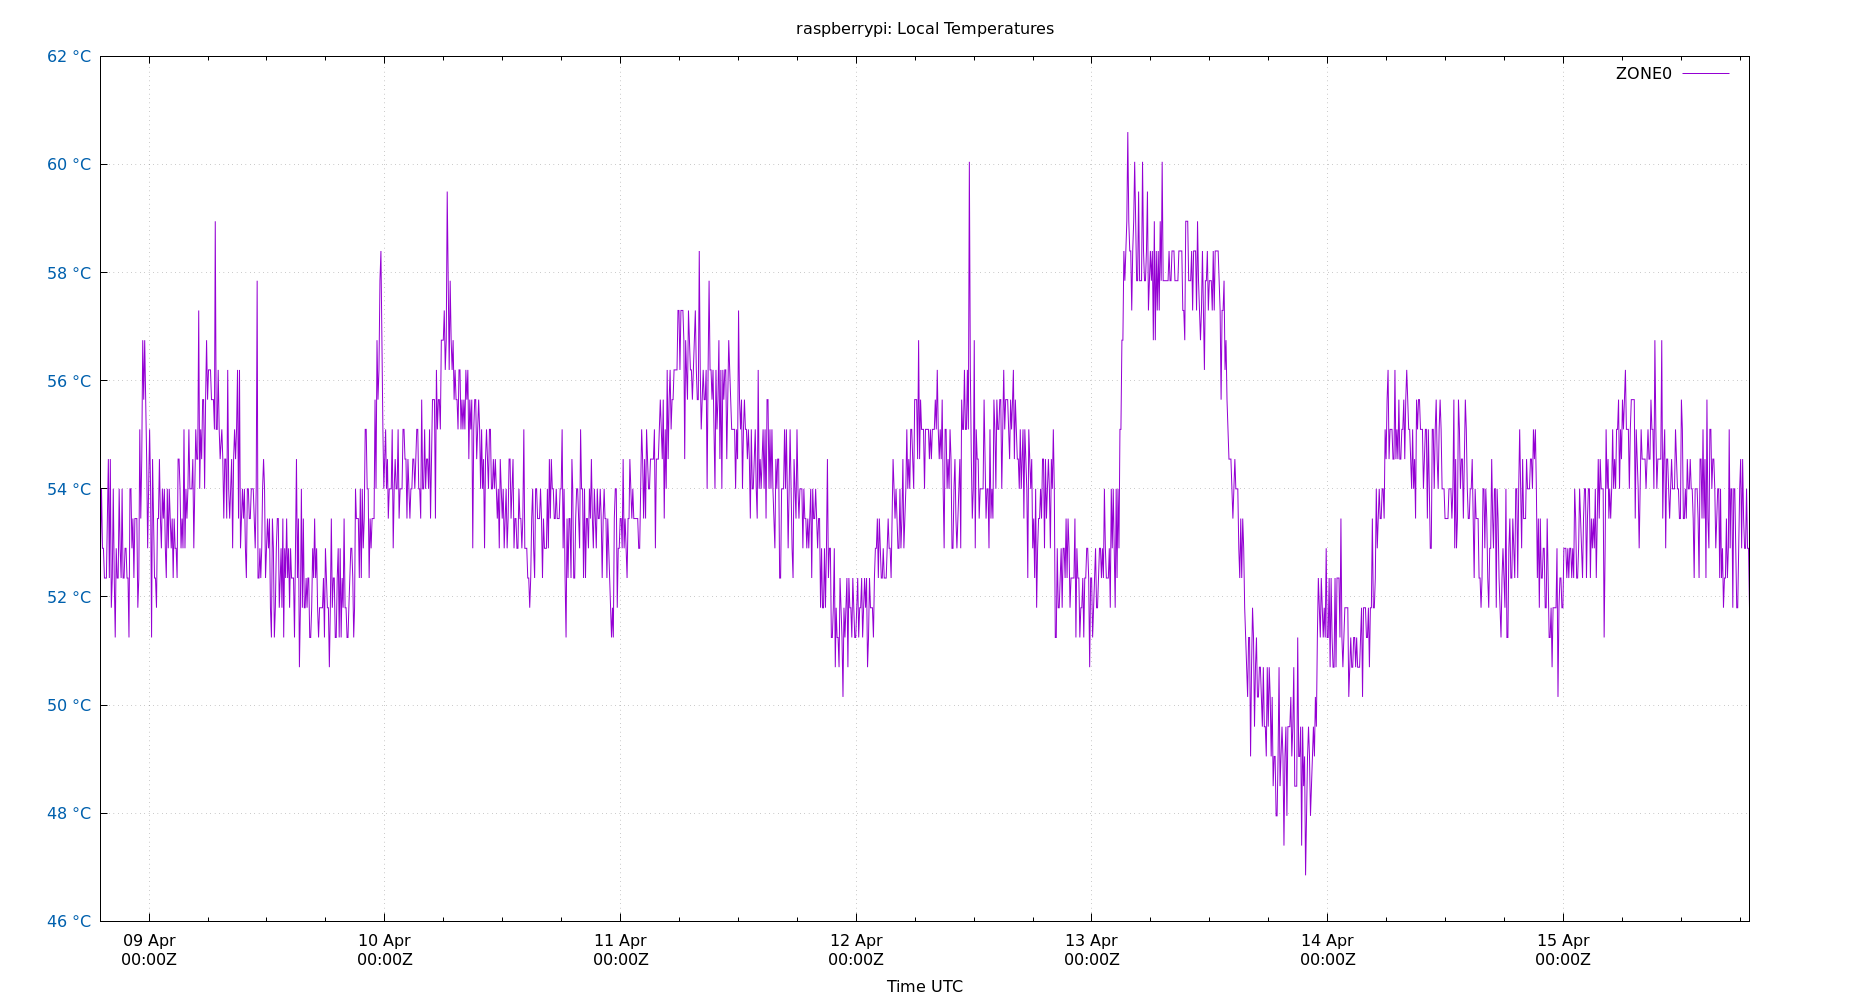 raspberrypi: Local Temperatures
62 °C
ZONE0
60 °C
58 °C
56 °C
54 °C
52 °C
50 °C
48 °C
46 °C
09 Apr 10 Apr 11 Apr 12 Apr 13 Apr 14 Apr 15 Apr
00:00Z 00:00Z 00:00Z 00:00Z 00:00Z 00:00Z 00:00Z
Time UTC